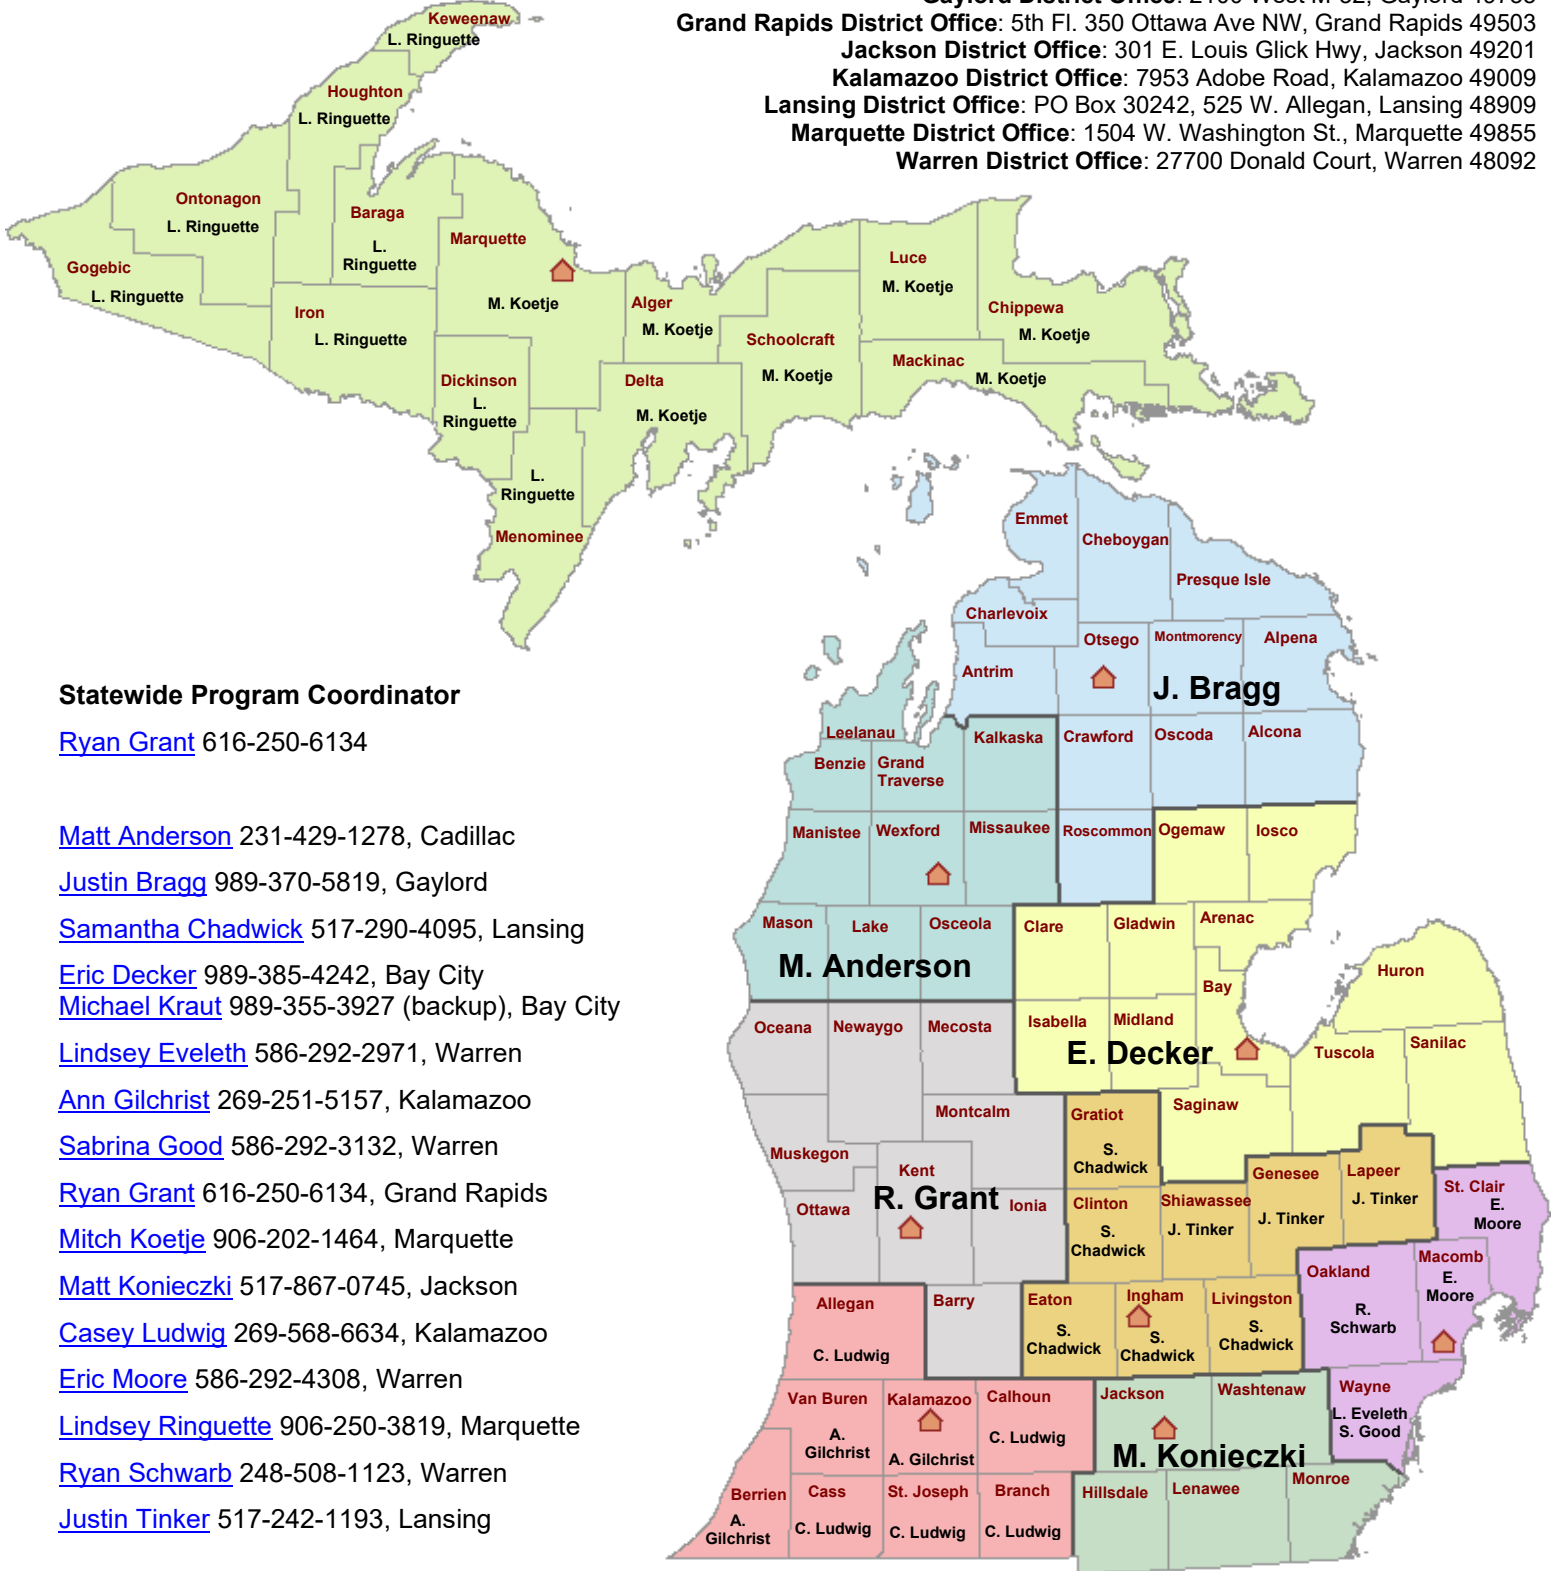 Gaylord District Office: 2100 West M-32, Gaylord 49735
Grand Rapids District Office: 5th Fl. 350 Ottawa Ave NW, Grand Rapids 49503
Jackson District Office: 301 E. Louis Glick Hwy, Jackson 49201
Kalamazoo District Office: 7953 Adobe Road, Kalamazoo 49009
Lansing District Office: PO Box 30242, 525 W. Allegan, Lansing 48909
Marquette District Office: 1504 W. Washington St., Marquette 49855
Warren District Office: 27700 Donald Court, Warren 48092
Keweenaw
L. Ringuette
Houghton
L. Ringuette
Ontonagon
L. Ringuette
Baraga
L.
Ringuette
Gogebic
L. Ringuette
Marquette
M. Koetje
Iron
L. Ringuette
Alger
M. Koetje
Luce
M. Koetje
Chippewa
M. Koetje
Schoolcraft
M. Koetje
Mackinac
M. Koetje
Dickinson
L.
Ringuette
Delta
M. Koetje
L.
Ringuette
Menominee
Emmet
Cheboygan
Presque Isle
Charlevoix
Otsego
Montmorency
Alpena
Antrim
J. Bragg
Crawford
Oscoda
Alcona
Roscommon
Leelanau
Kalkaska
Benzie
Grand
Traverse
Manistee
Wexford
Missaukee
Mason
Lake
Osceola
M. Anderson
Ogemaw
Iosco
Clare
Gladwin
Arenac
Huron
Bay
Isabella
Midland
E. Decker
Tuscola
Sanilac
Saginaw
Oceana
Newaygo
Mecosta
Montcalm
Muskegon
Kent
R. Grant
Ottawa
Ionia
Barry
Gratiot
S.
Chadwick
Clinton
S.
Chadwick
Shiawassee
J. Tinker
Genesee
J. Tinker
Lapeer
J. Tinker
St. Clair
E.
Moore
Macomb
E.
Moore
Oakland
R.
Schwarb
Eaton
S.
Chadwick
Ingham
S.
Chadwick
Livingston
S.
Chadwick
Allegan
C. Ludwig
Van Buren
A.
Gilchrist
Kalamazoo
A. Gilchrist
Calhoun
C. Ludwig
Jackson
Washtenaw
M. Konieczki
Wayne
L. Eveleth
S. Good
Berrien
A.
Gilchrist
Cass
C. Ludwig
St. Joseph
C. Ludwig
Branch
C. Ludwig
Hillsdale
Lenawee
Monroe
Statewide Program Coordinator
Ryan Grant 616-250-6134
Matt Anderson 231-429-1278, Cadillac
Justin Bragg 989-370-5819, Gaylord
Samantha Chadwick 517-290-4095, Lansing
Eric Decker 989-385-4242, Bay City
Michael Kraut 989-355-3927 (backup), Bay City
Lindsey Eveleth 586-292-2971, Warren
Ann Gilchrist 269-251-5157, Kalamazoo
Sabrina Good 586-292-3132, Warren
Ryan Grant 616-250-6134, Grand Rapids
Mitch Koetje 906-202-1464, Marquette
Matt Konieczki 517-867-0745, Jackson
Casey Ludwig 269-568-6634, Kalamazoo
Eric Moore 586-292-4308, Warren
Lindsey Ringuette 906-250-3819, Marquette
Ryan Schwarb 248-508-1123, Warren
Justin Tinker 517-242-1193, Lansing